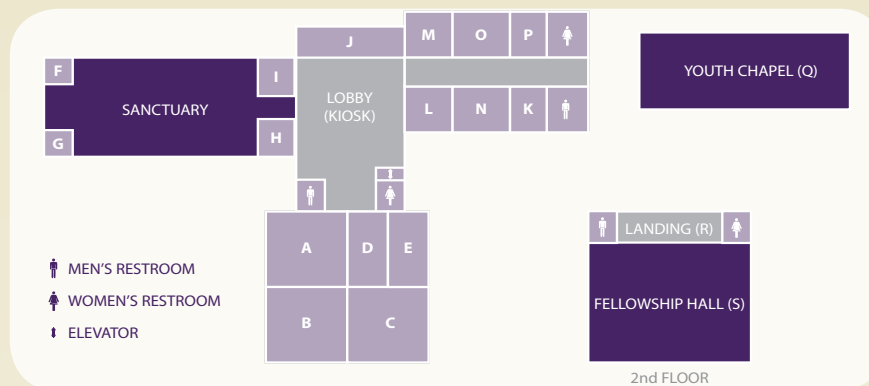 J
M O P
F I
SANCTUARY
G H
LOBBY
(KIOSK)
L N K
YOUTH CHAPEL (Q)
A D E
B C
LANDING (R)
FELLOWSHIP HALL (S)
2nd FLOOR
MEN'S RESTROOM
WOMEN'S RESTROOM
ELEVATOR